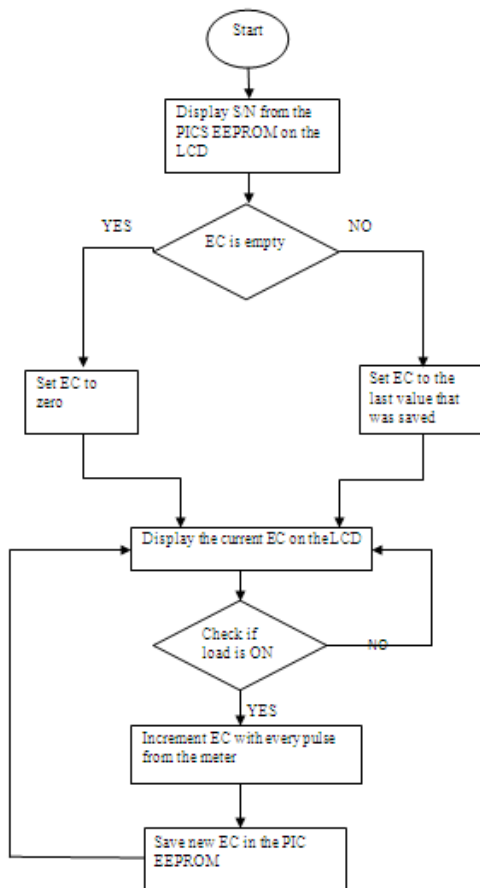 Start
Display S/N from the
PICS EEPROM on the
LCD
YES
NO
EC is empty
Set EC to
zero
Set EC to the
last value that
was saved
Display the current EC on the LCD
Check if
load is ON
NO
YES
Increment EC with every pulse
from the meter
Save new EC in the PIC
EEPROM